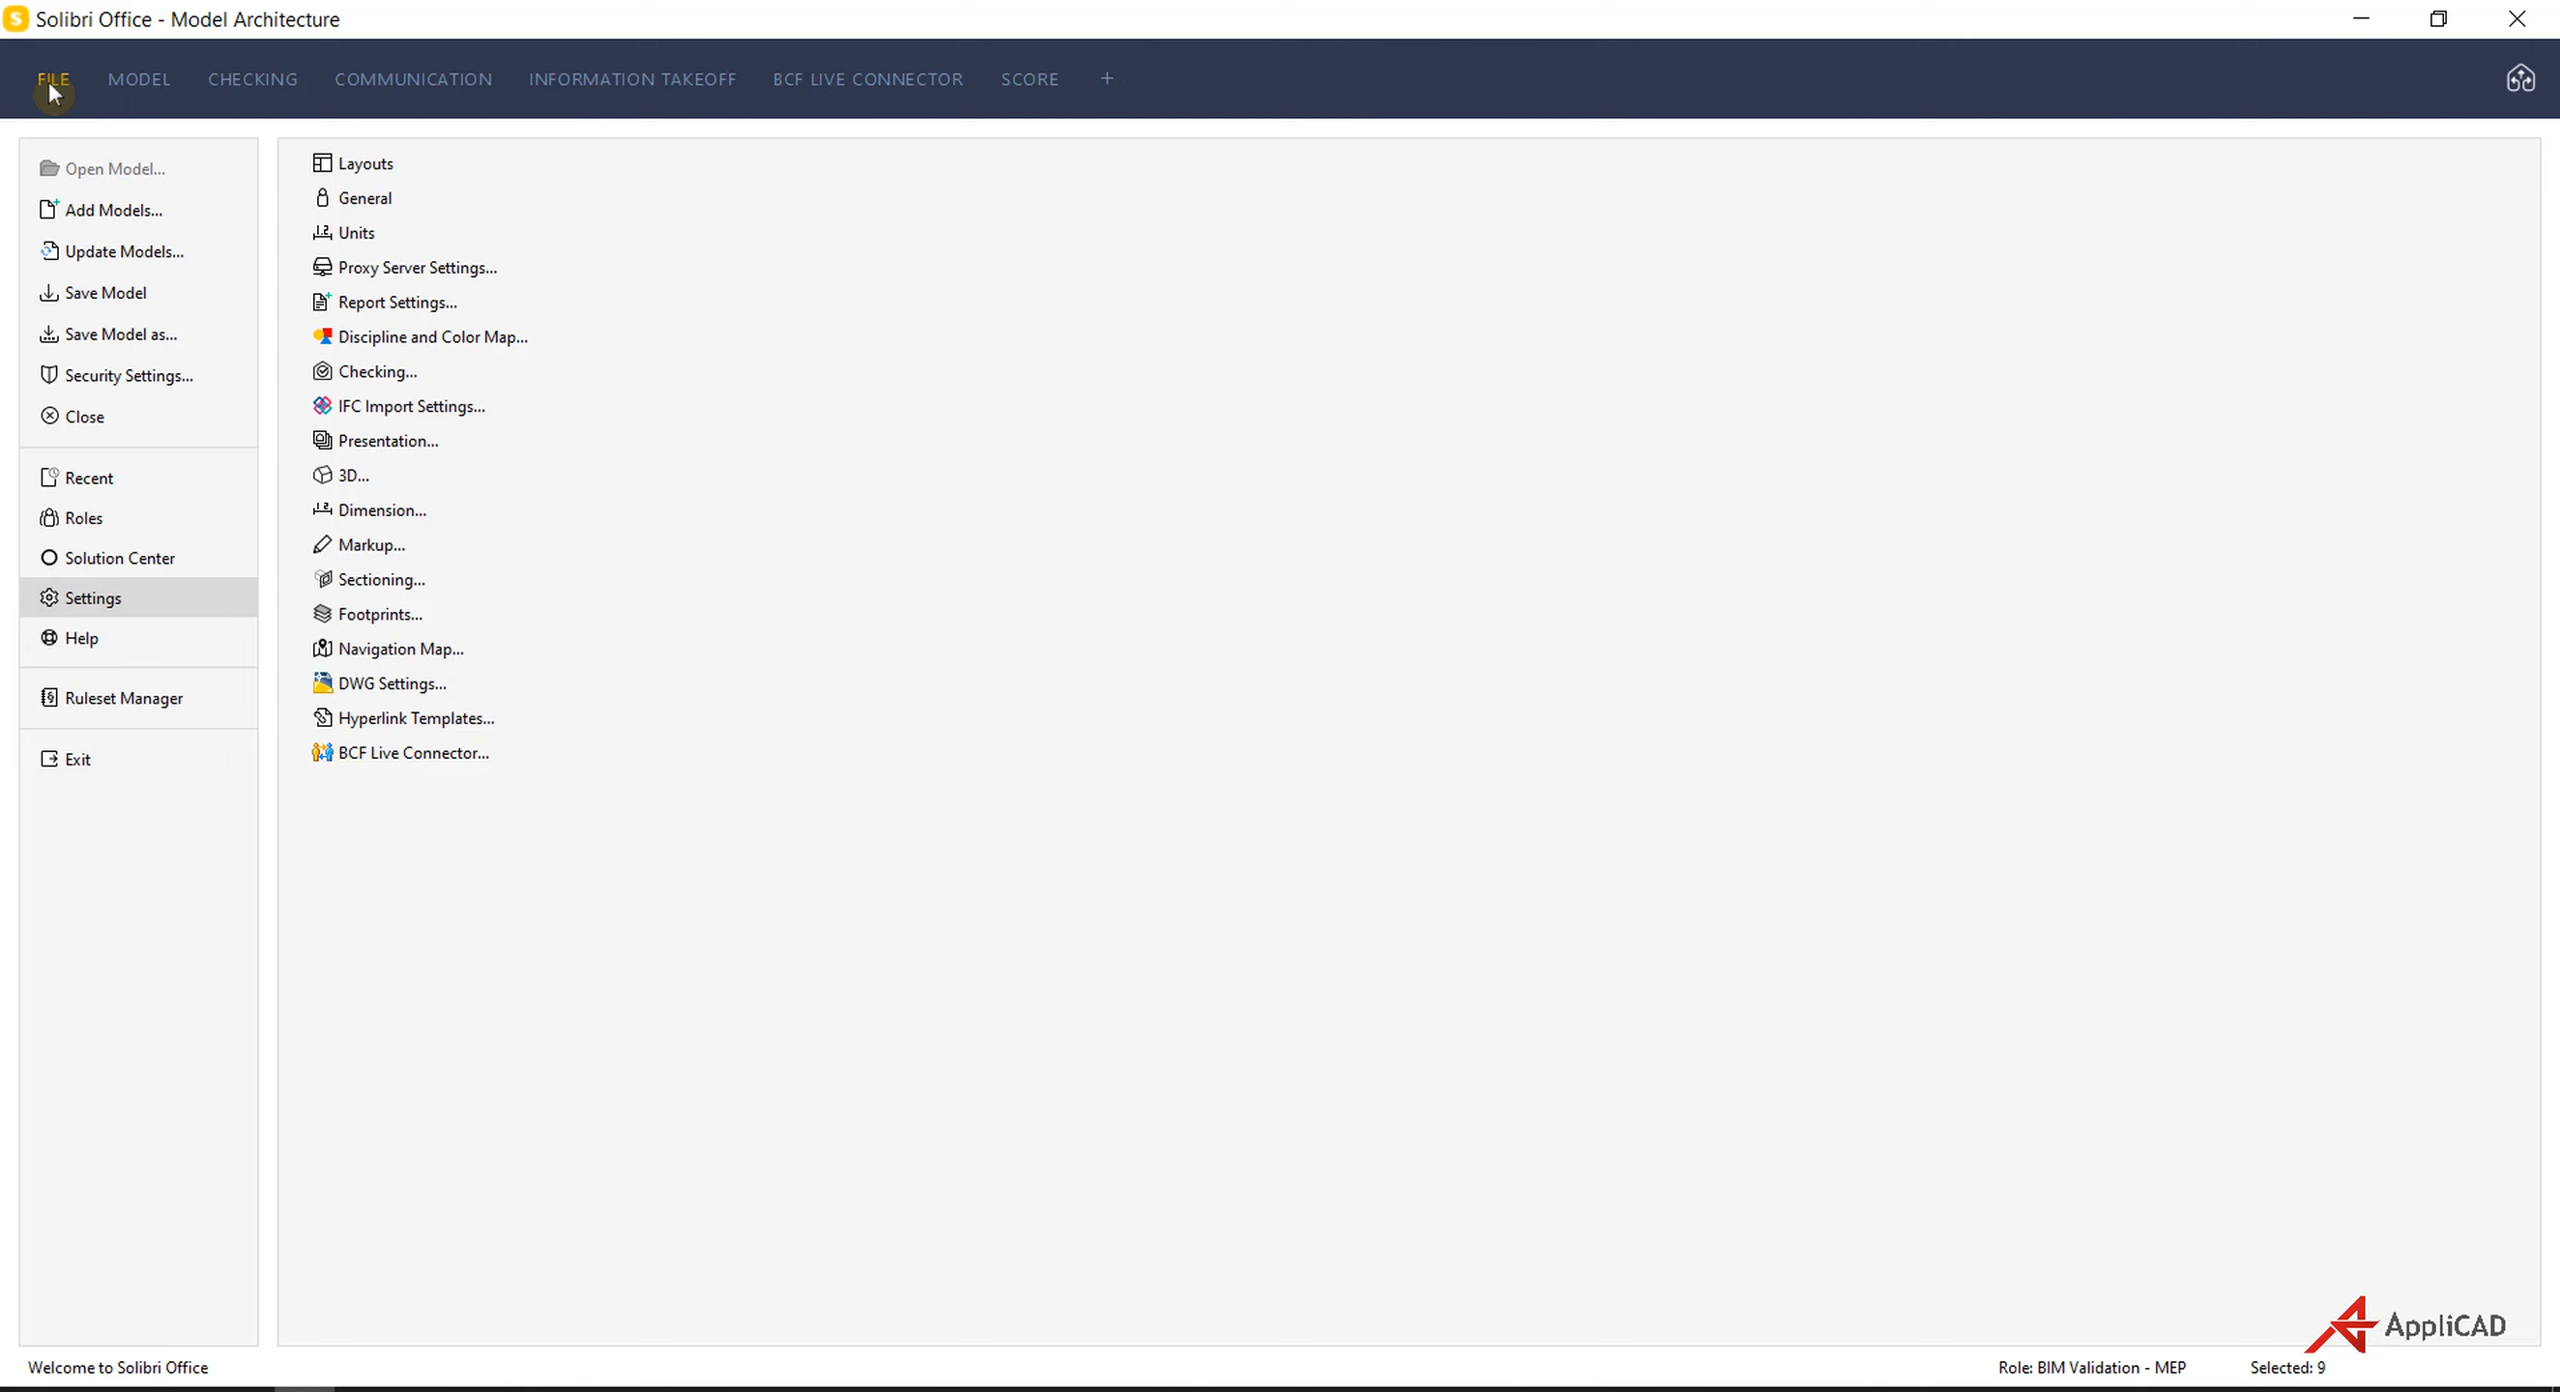 Solibri Office - Model Architecture
FILE MODEL CHECKING COMMUNICATION INFORMATION TAKEOFF BCF LIVE CONNECTOR SCORE +
Open Model...
Add Models...
Update Models...
Save Model
Save Model as...
Security Settings...
Close
Recent
Roles
Solution Center
Settings
Help
Ruleset Manager
Exit
Layouts
General
Units
Proxy Server Settings...
Report Settings...
Discipline and Color Map...
Checking...
IFC Import Settings...
Presentation...
3D...
Dimension...
Markup...
Sectioning...
Footprints...
Navigation Map...
DWG Settings...
Hyperlink Templates...
BCF Live Connector...
AppliCAD
Welcome to Solibri Office Role: BIM Validation - MEP Selected: 9